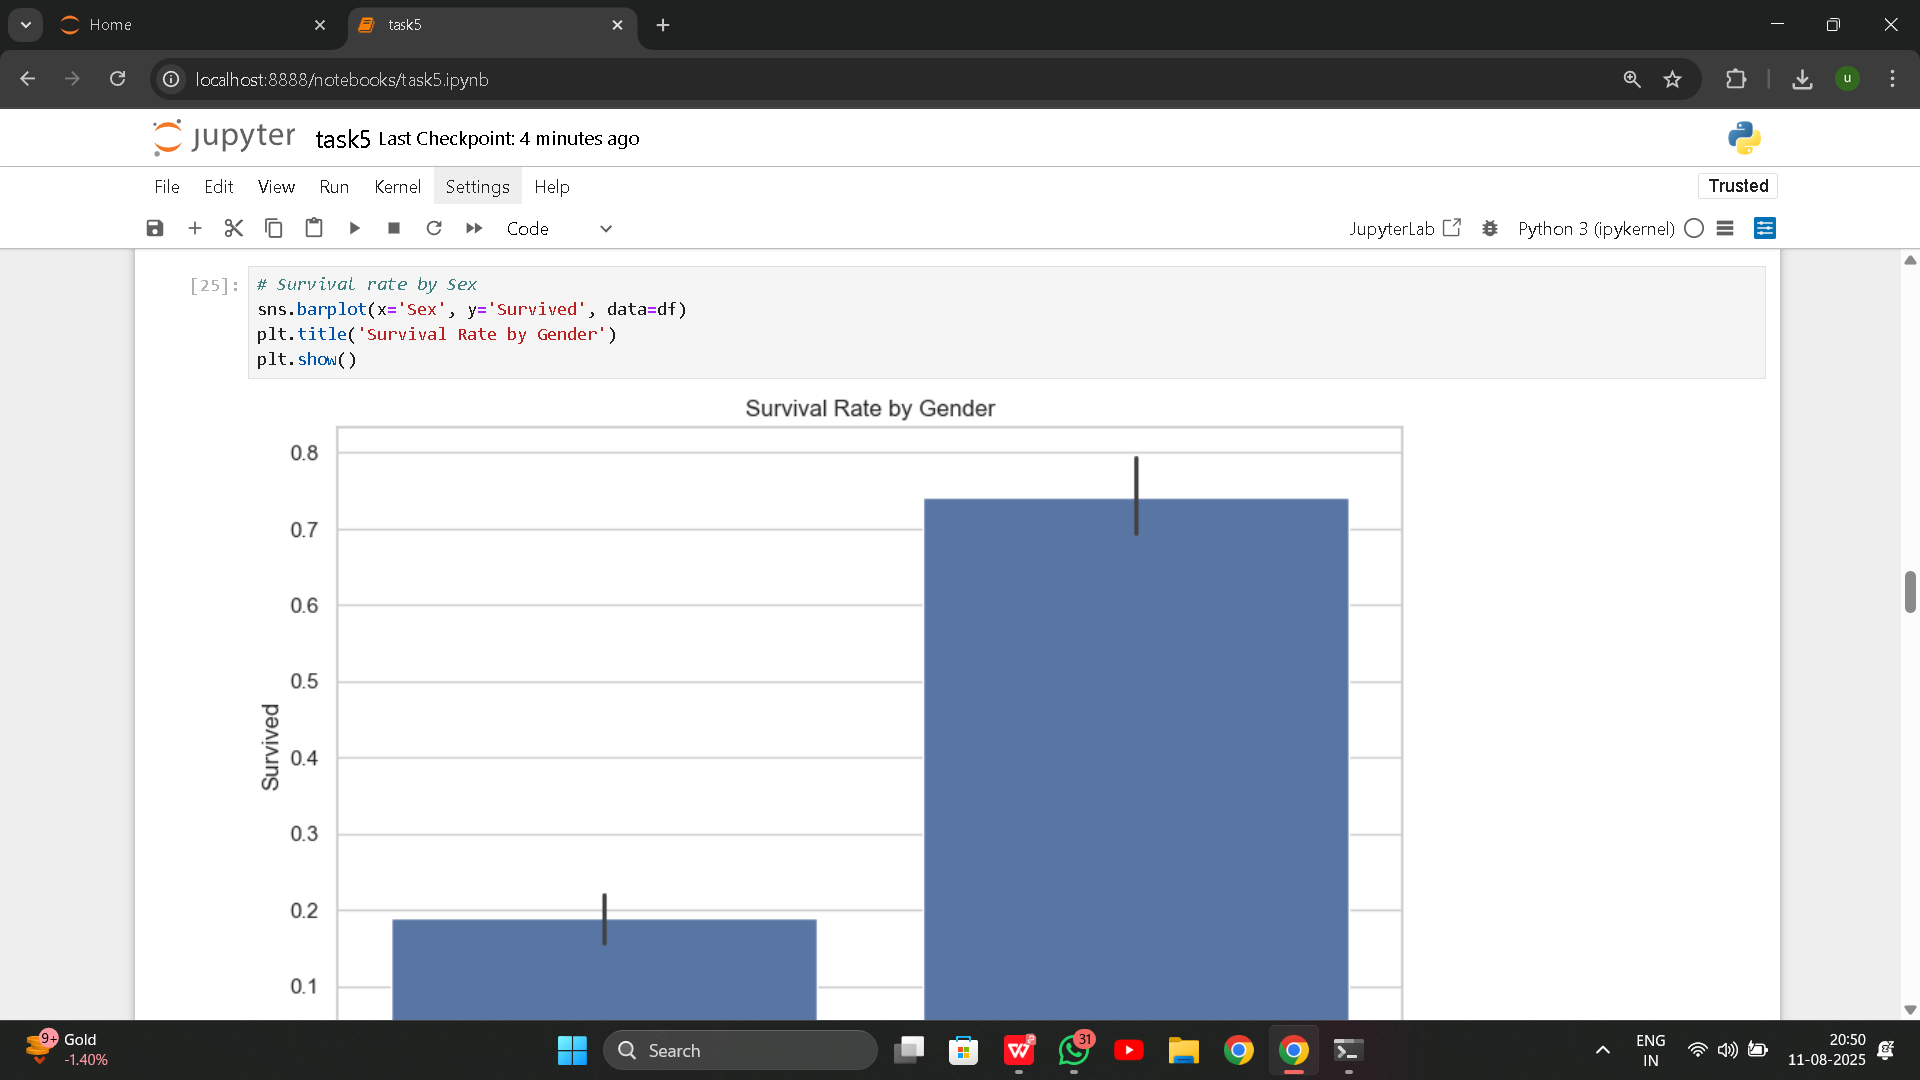 Home
task5
localhost:8888/notebooks/task5.ipynb
u
jupyter task5 Last Checkpoint: 4 minutes ago
File Edit View Run Kernel Settings Help
Trusted
Code
JupyterLab
Python 3 (ipykernel)
[25]:
# Survival rate by Sex
sns.barplot(x='Sex', y='Survived', data=df)
plt.title('Survival Rate by Gender')
plt.show()
Survival Rate by Gender
0.8
0.7
0.6
0.5
0.4
0.3
0.2
0.1
Survived
9+
Gold
-1.40%
Search
31
ENG
IN
20:50
11-08-2025